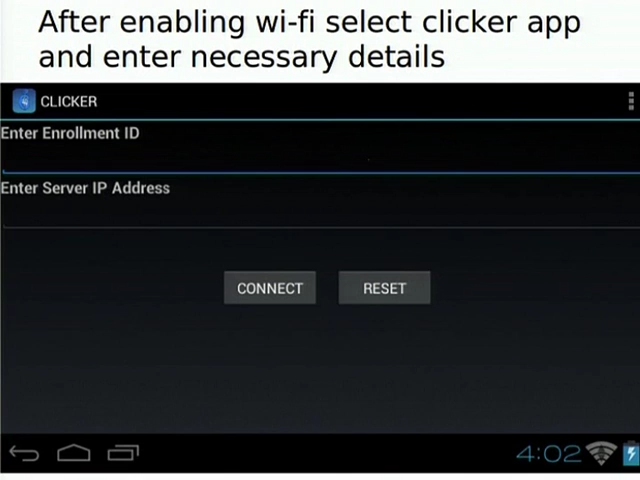 After enabling wi-fi select clicker app
and enter necessary details
CLICKER
Enter Enrollment ID
Enter Server IP Address
CONNECT RESET
4:02